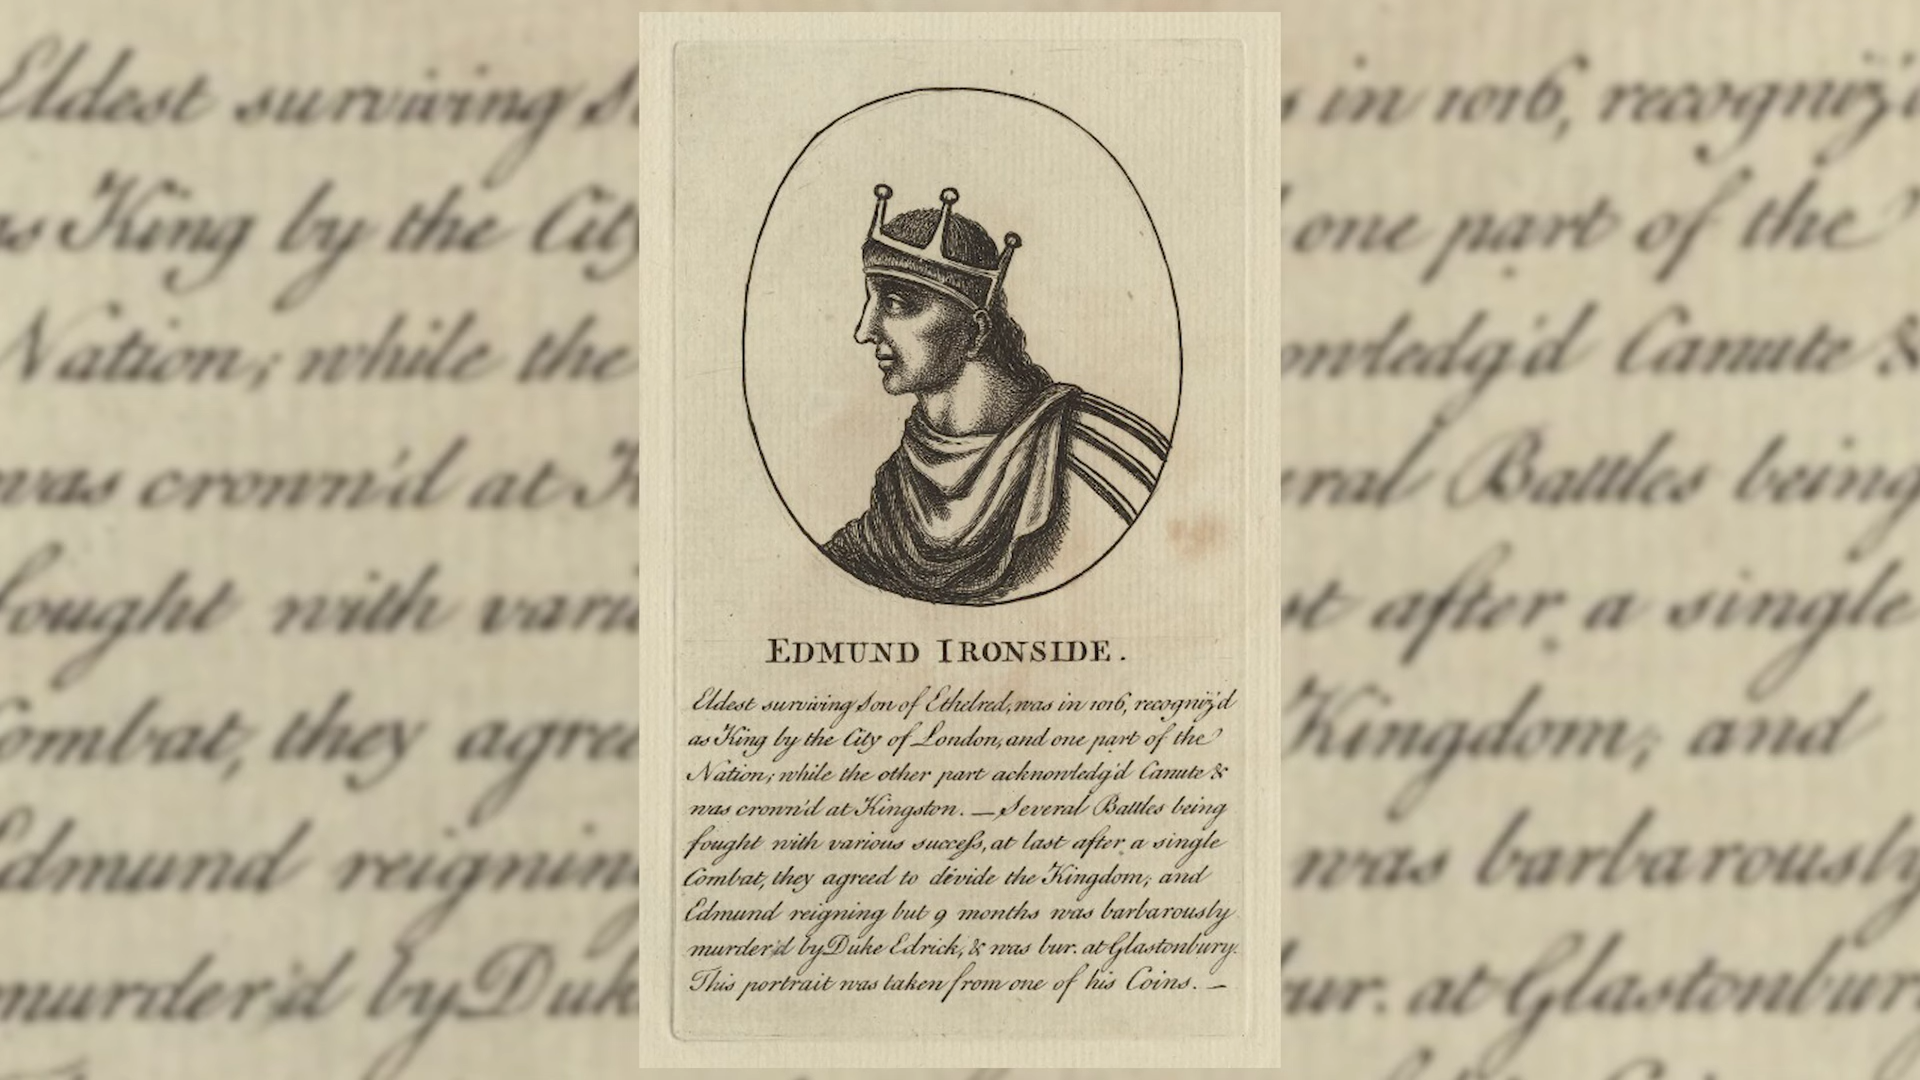 EDMUND IRONSIDE.
Eldest surviving Son of Ethelred, was in 1016, recogniz'd
as King by the City of London, and one part of the
Nation; while the other part acknowledg'd Canute &
was crown'd at Kingston. — Several Battles being
fought with various succeſs, at last after a single
Combat, they agreed to divide the Kingdom; and
Edmund reigning but 9 months was barbarously
murder'd by Duke Edrick, & was bur. at Glastonbury.
This portrait was taken from one of his Coins. —